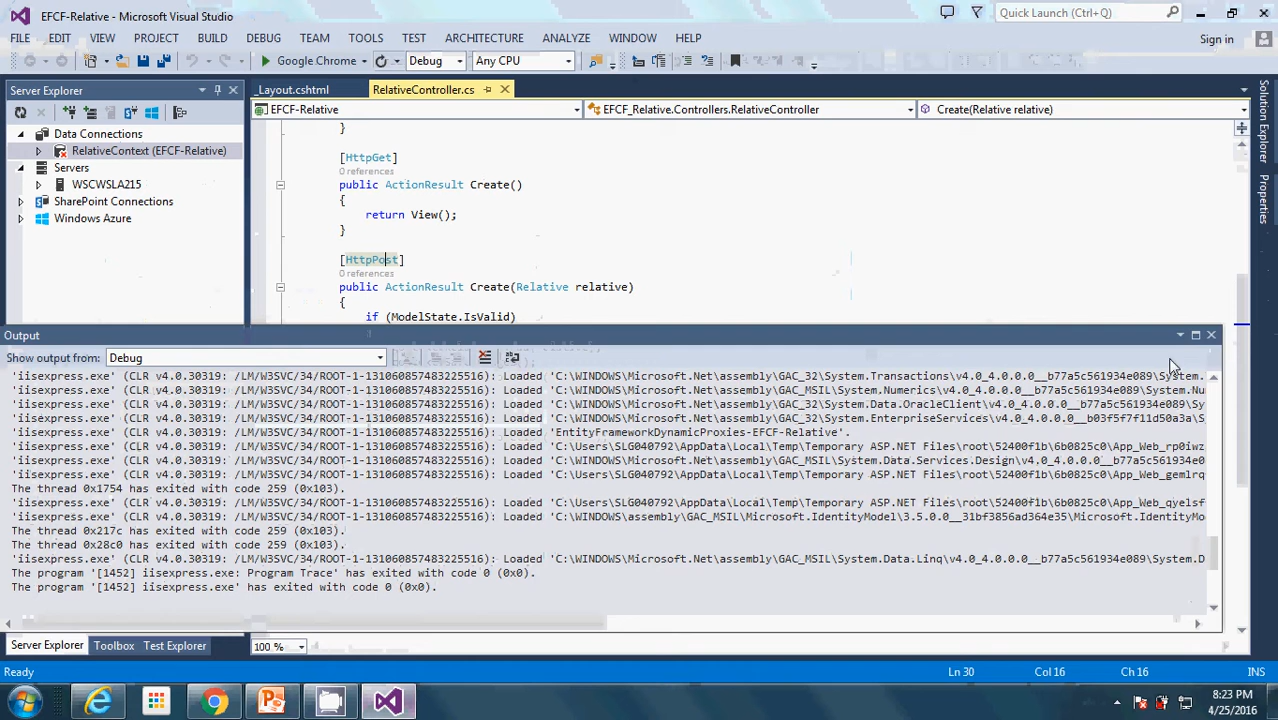 EFCF-Relative - Microsoft Visual Studio
Quick Launch (Ctrl+Q)
FILE EDIT VIEW PROJECT BUILD DEBUG TEAM TOOLS TEST ARCHITECTURE ANALYZE WINDOW HELP
Sign in
Google Chrome Debug Any CPU
Server Explorer
_Layout.cshtml RelativeController.cs
EFCF-Relative EFCF_Relative.Controllers.RelativeController Create(Relative relative)
Data Connections
RelativeContext (EFCF-Relative)
Servers
WSCWSLA215
SharePoint Connections
Windows Azure
}
[HttpGet]
0 references
public ActionResult Create()
{
return View();
}
[HttpPost]
0 references
public ActionResult Create(Relative relative)
{
if (ModelState.IsValid)
Solution Explorer
Properties
Output
Show output from: Debug
'iisexpress.exe' (CLR v4.0.30319: /LM/W3SVC/34/ROOT-1-131060857483225516): Loaded 'C:\WINDOWS\Microsoft.Net\assembly\GAC_32\System.Transactions\v4.0_4.0.0.0__b77a5c561934e089\System.
'iisexpress.exe' (CLR v4.0.30319: /LM/W3SVC/34/ROOT-1-131060857483225516): Loaded 'C:\WINDOWS\Microsoft.Net\assembly\GAC_MSIL\System.Numerics\v4.0_4.0.0.0__b77a5c561934e089\System.Nu
'iisexpress.exe' (CLR v4.0.30319: /LM/W3SVC/34/ROOT-1-131060857483225516): Loaded 'C:\WINDOWS\Microsoft.Net\assembly\GAC_32\System.Data.OracleClient\v4.0_4.0.0.0__b77a5c561934e089\Sy
'iisexpress.exe' (CLR v4.0.30319: /LM/W3SVC/34/ROOT-1-131060857483225516): Loaded 'C:\WINDOWS\Microsoft.Net\assembly\GAC_32\System.EnterpriseServices\v4.0_4.0.0.0__b03f5f7f11d50a3a\Sy
'iisexpress.exe' (CLR v4.0.30319: /LM/W3SVC/34/ROOT-1-131060857483225516): Loaded 'EntityFrameworkDynamicProxies-EFCF-Relative'.
'iisexpress.exe' (CLR v4.0.30319: /LM/W3SVC/34/ROOT-1-131060857483225516): Loaded 'C:\Users\SLG040792\AppData\Local\Temp\Temporary ASP.NET Files\root\52400f1b\6b0825c0\App_Web_rp0iwz
'iisexpress.exe' (CLR v4.0.30319: /LM/W3SVC/34/ROOT-1-131060857483225516): Loaded 'C:\WINDOWS\Microsoft.Net\assembly\GAC_MSIL\System.Data.Services.Design\v4.0_4.0.0.0__b77a5c561934e0
'iisexpress.exe' (CLR v4.0.30319: /LM/W3SVC/34/ROOT-1-131060857483225516): Loaded 'C:\Users\SLG040792\AppData\Local\Temp\Temporary ASP.NET Files\root\52400f1b\6b0825c0\App_Web_gemlrq
The thread 0x1754 has exited with code 259 (0x103).
'iisexpress.exe' (CLR v4.0.30319: /LM/W3SVC/34/ROOT-1-131060857483225516): Loaded 'C:\Users\SLG040792\AppData\Local\Temp\Temporary ASP.NET Files\root\52400f1b\6b0825c0\App_Web_qyelsf
'iisexpress.exe' (CLR v4.0.30319: /LM/W3SVC/34/ROOT-1-131060857483225516): Loaded 'C:\WINDOWS\assembly\GAC_MSIL\Microsoft.IdentityModel\3.5.0.0__31bf3856ad364e35\Microsoft.IdentityMo
The thread 0x217c has exited with code 259 (0x103).
The thread 0x28c0 has exited with code 259 (0x103).
'iisexpress.exe' (CLR v4.0.30319: /LM/W3SVC/34/ROOT-1-131060857483225516): Loaded 'C:\WINDOWS\Microsoft.Net\assembly\GAC_MSIL\System.Data.Linq\v4.0_4.0.0.0__b77a5c561934e089\System.D
The program '[1452] iisexpress.exe: Program Trace' has exited with code 0 (0x0).
The program '[1452] iisexpress.exe' has exited with code 0 (0x0).
Server Explorer Toolbox Test Explorer
100 %
Ready Ln 30 Col 16 Ch 16 INS
8:23 PM
4/25/2016